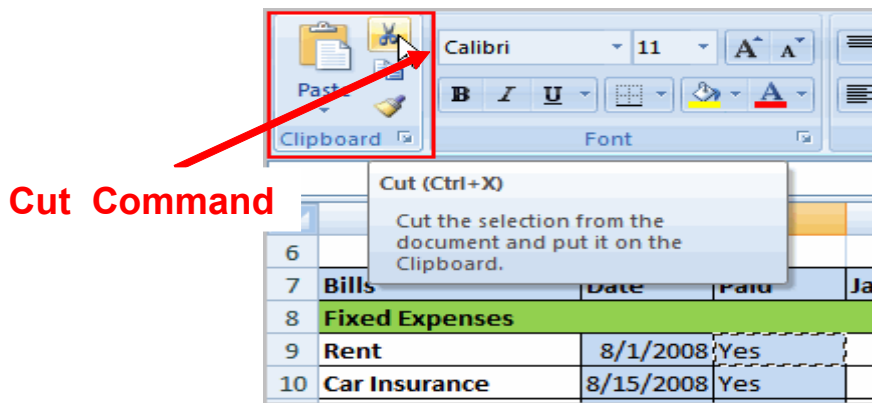 Calibri 11 A A
Paste B I U A
Clipboard Font
Cut (Ctrl+X)
Cut Command
Cut the selection from the
document and put it on the
Clipboard.
6
7 Bills Date Paid Ja
8 Fixed Expenses
9 Rent 8/1/2008 Yes
10 Car Insurance 8/15/2008 Yes